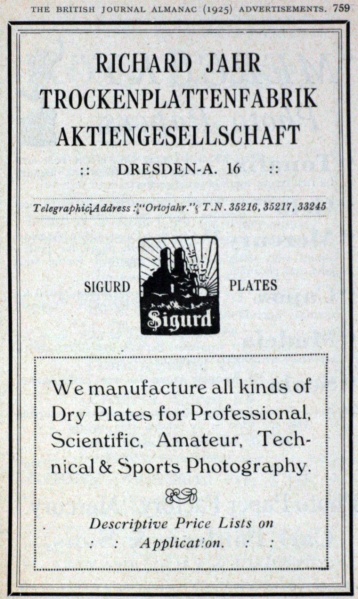 THE BRITISH JOURNAL ALMANAC (1925) ADVERTISEMENTS. 759
RICHARD JAHR
TROCKENPLATTENFABRIK
AKTIENGESELLSCHAFT
:: DRESDEN-A. 16 ::
Telegraphic Address: "Ortojahr."; T.N. 35216, 35217, 33245
SIGURD PLATES
Sigurd
We manufacture all kinds of
Dry Plates for Professional,
Scientific, Amateur, Tech-
nical & Sports Photography.
Descriptive Price Lists on
: : Application. : :